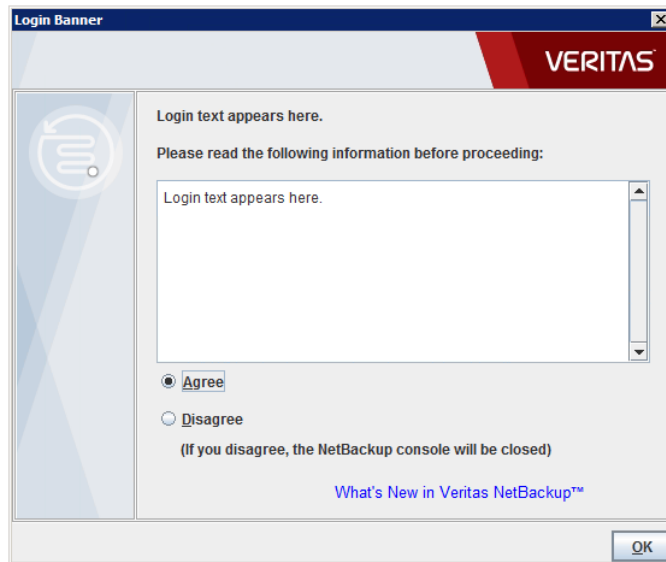 Login Banner
VERITAS
Login text appears here.
Please read the following information before proceeding:
Login text appears here.
Agree
Disagree
(If you disagree, the NetBackup console will be closed)
What's New in Veritas NetBackup™
OK